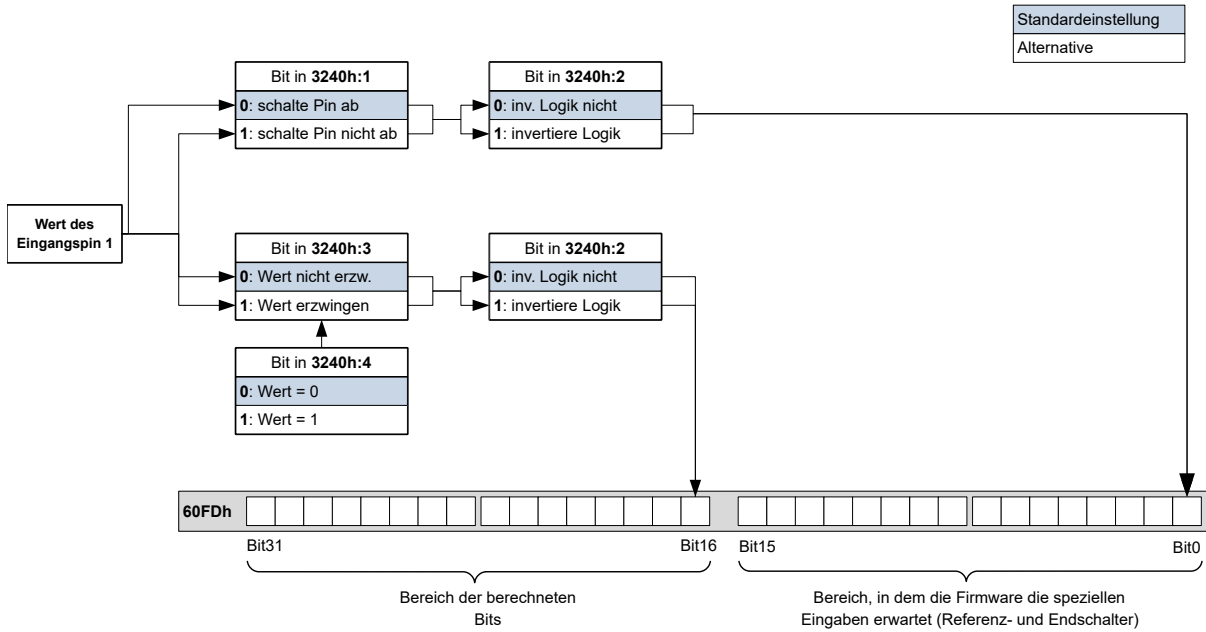 Standardeinstellung
Alternative
Bit in 3240h:1
0: schalte Pin ab
1: schalte Pin nicht ab
Bit in 3240h:2
0: inv. Logik nicht
1: invertiere Logik
Wert des
Eingangspin 1
Bit in 3240h:3
0: Wert nicht erzw.
1: Wert erzwingen
Bit in 3240h:2
0: inv. Logik nicht
1: invertiere Logik
Bit in 3240h:4
0: Wert = 0
1: Wert = 1
60FDh
Bit31
Bit16
Bit15
Bit0
Bereich der berechneten
Bits
Bereich, in dem die Firmware die speziellen
Eingaben erwartet (Referenz- und Endschalter)